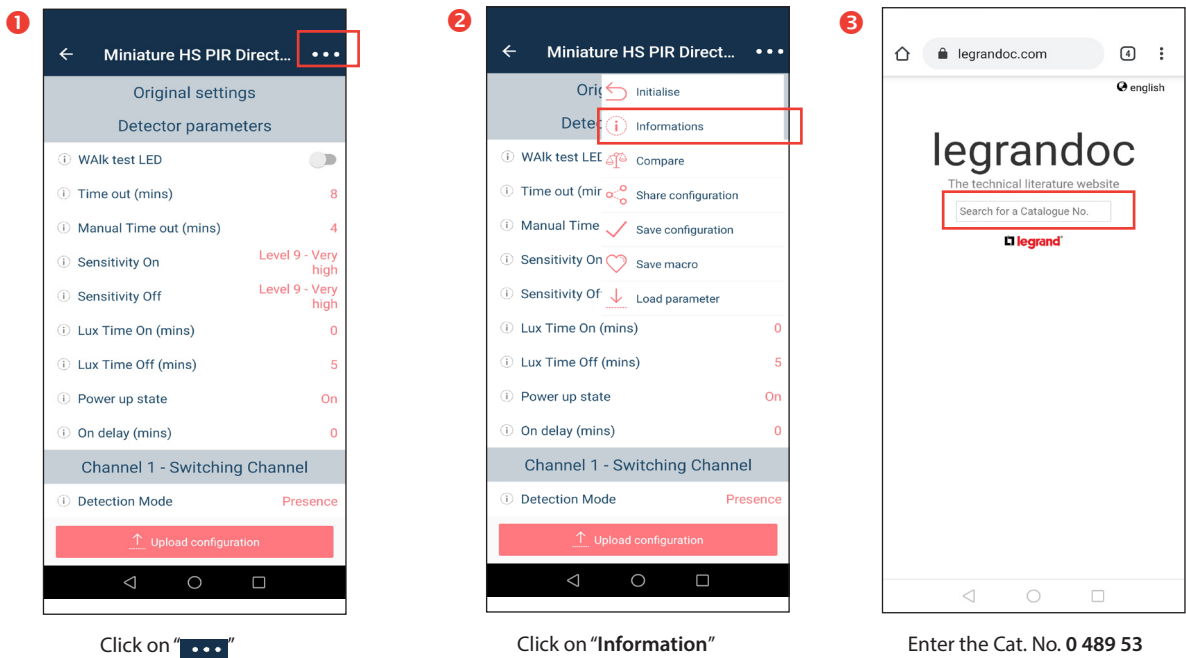 1
Miniature HS PIR Direct...
Original settings
Detector parameters
WAlk test LED
Time out (mins) 8
Manual Time out (mins) 4
Sensitivity On Level 9 - Very
high
Sensitivity Off Level 9 - Very
high
Lux Time On (mins) 0
Lux Time Off (mins) 5
Power up state On
On delay (mins) 0
Channel 1 - Switching Channel
Detection Mode Presence
Upload configuration
Click on "..."
2
Miniature HS PIR Direct...
Orig
Initialise
Detec
Informations
WAlk test LED
Compare
Time out (mir
Share configuration
Manual Time
Save configuration
Sensitivity On
Save macro
Sensitivity Of
Load parameter
Lux Time On (mins) 0
Lux Time Off (mins) 5
Power up state On
On delay (mins) 0
Channel 1 - Switching Channel
Detection Mode Presence
Upload configuration
Click on "Information"
3
legrandoc.com 4
english
legrandoc
The technical literature website
Search for a Catalogue No.
legrand
Enter the Cat. No. 0 489 53